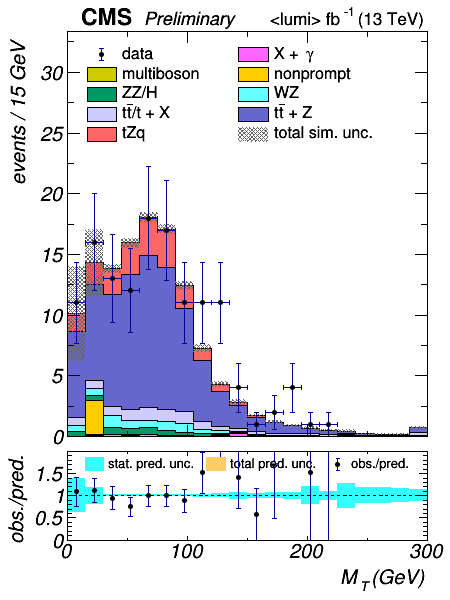 CMS Preliminary <lumi> fb⁻¹ (13 TeV)
events / 15 GeV
data
X + γ
multiboson
nonprompt
ZZ/H
WZ
tt̄/t + X
tt̄ + Z
tZq
total sim. unc.
30
25
20
15
10
5
0
obs./pred.
stat. pred. unc.
total pred. unc.
obs./pred.
1.5
1
0.5
0
0
100
200
300
M_T (GeV)